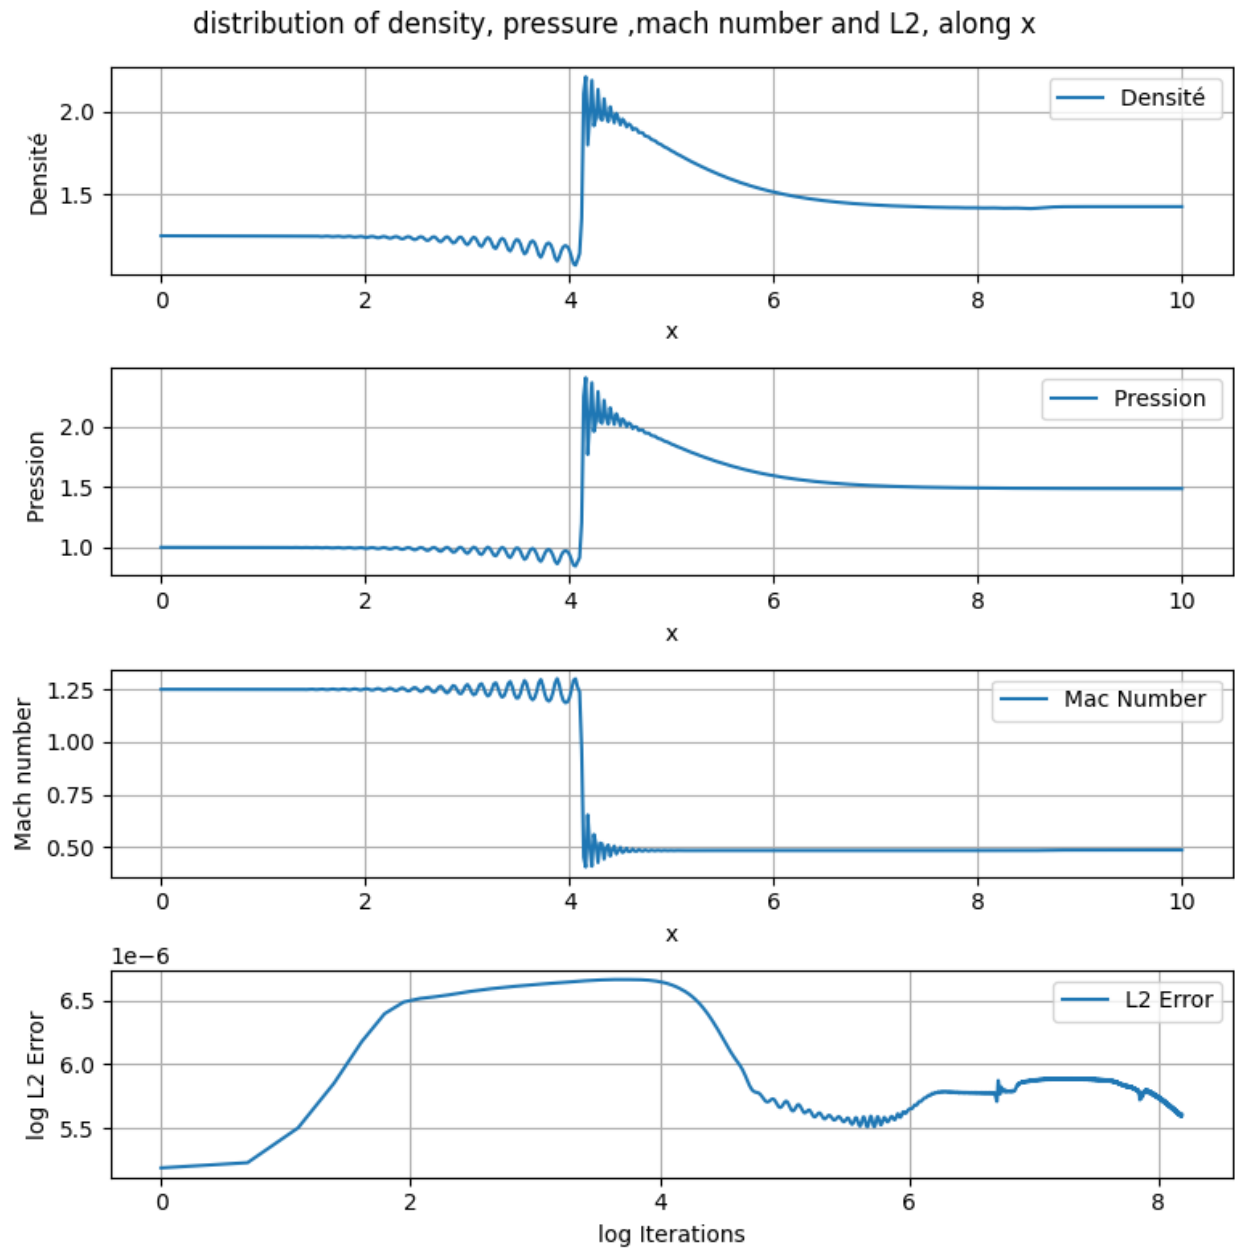 distribution of density, pressure ,mach number and L2, along x
Densité
2.0
1.5
Densité
0 2 4 6 8 10
x
Pression
2.0
1.5
1.0
Pression
0 2 4 6 8 10
x
Mach number
1.25
1.00
0.75
0.50
Mac Number
0 2 4 6 8 10
x
1e−6
log L2 Error
6.5
6.0
5.5
L2 Error
0 2 4 6 8
log Iterations